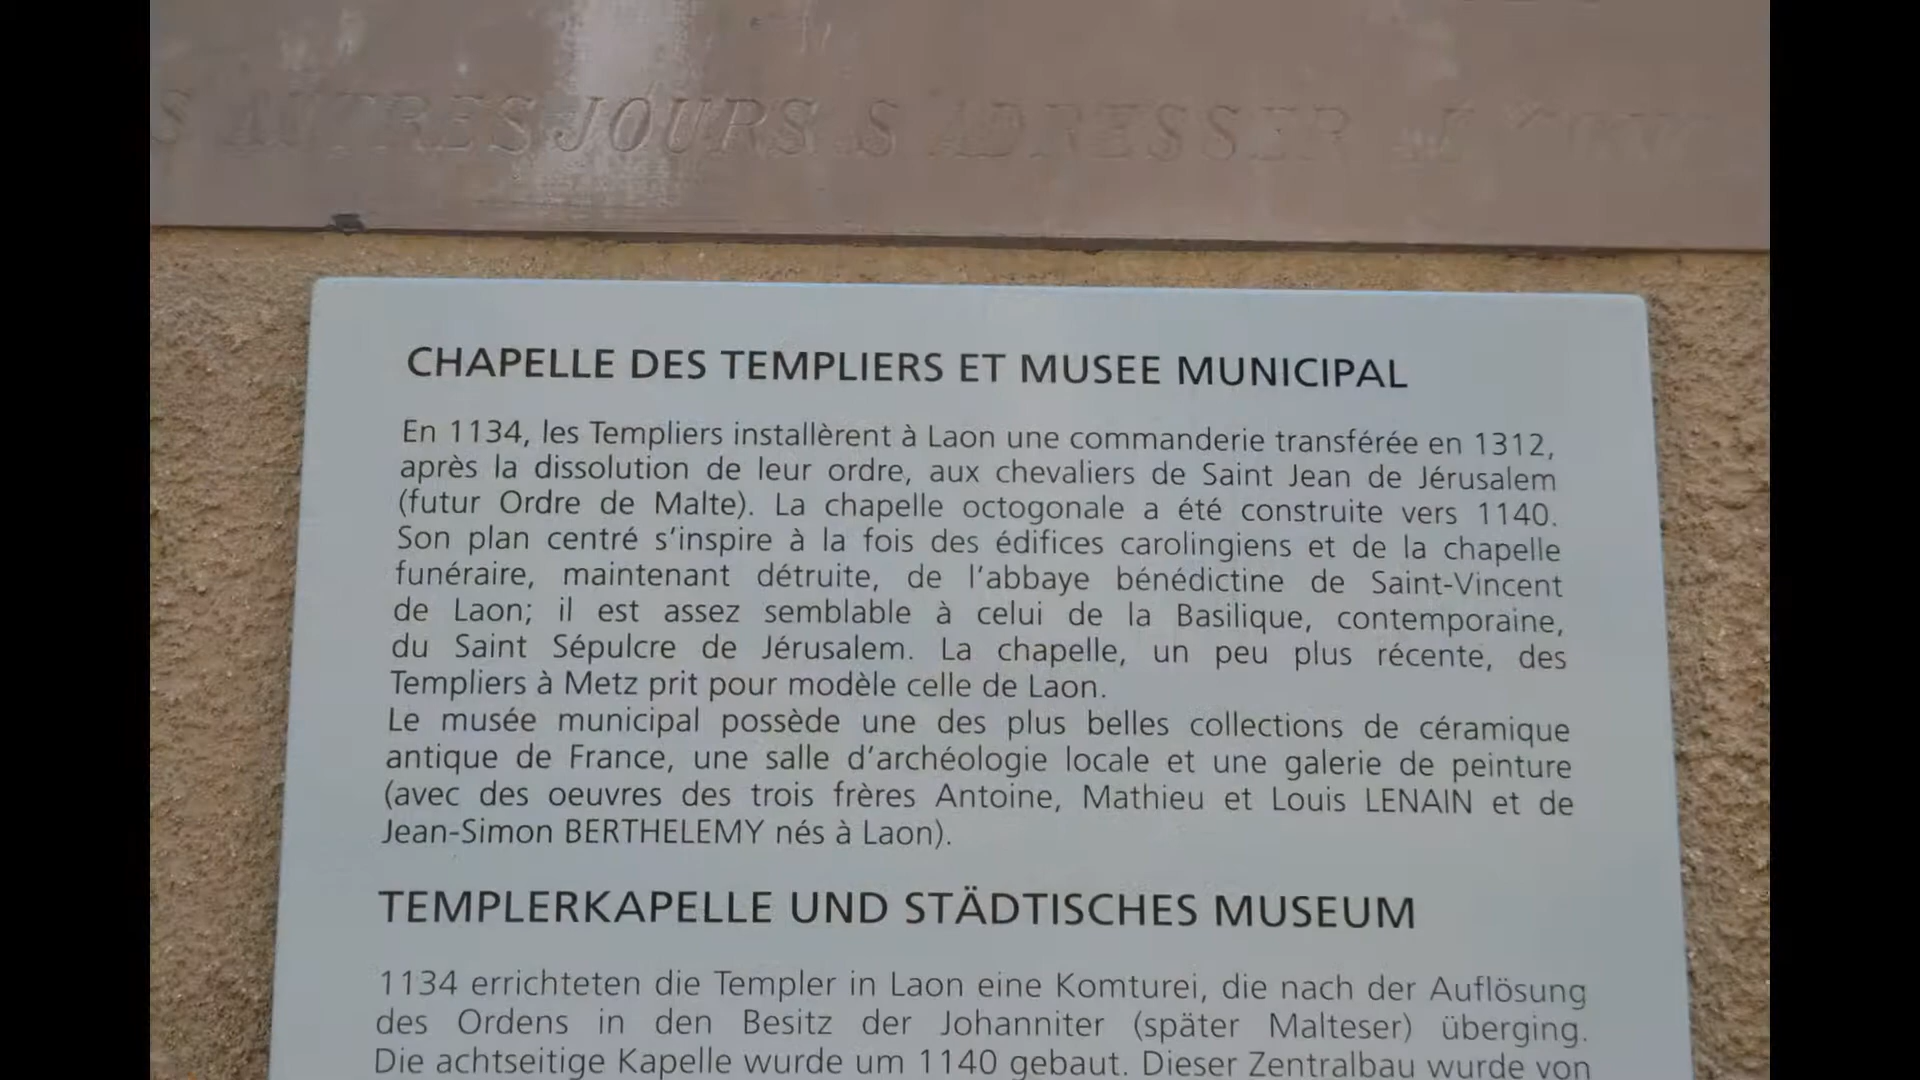 S AUTRES JOURS S ADRESSER
CHAPELLE DES TEMPLIERS ET MUSEE MUNICIPAL
En 1134, les Templiers installèrent à Laon une commanderie transférée en 1312,
après la dissolution de leur ordre, aux chevaliers de Saint Jean de Jérusalem
(futur Ordre de Malte). La chapelle octogonale a été construite vers 1140.
Son plan centré s'inspire à la fois des édifices carolingiens et de la chapelle
funéraire, maintenant détruite, de l'abbaye bénédictine de Saint-Vincent
de Laon; il est assez semblable à celui de la Basilique, contemporaine,
du Saint Sépulcre de Jérusalem. La chapelle, un peu plus récente, des
Templiers à Metz prit pour modèle celle de Laon.
Le musée municipal possède une des plus belles collections de céramique
antique de France, une salle d'archéologie locale et une galerie de peinture
(avec des oeuvres des trois frères Antoine, Mathieu et Louis LENAIN et de
Jean-Simon BERTHELEMY nés à Laon).
TEMPLERKAPELLE UND STÄDTISCHES MUSEUM
1134 errichteten die Templer in Laon eine Komturei, die nach der Auflösung
des Ordens in den Besitz der Johanniter (später Malteser) überging.
Die achtseitige Kapelle wurde um 1140 gebaut. Dieser Zentralbau wurde von